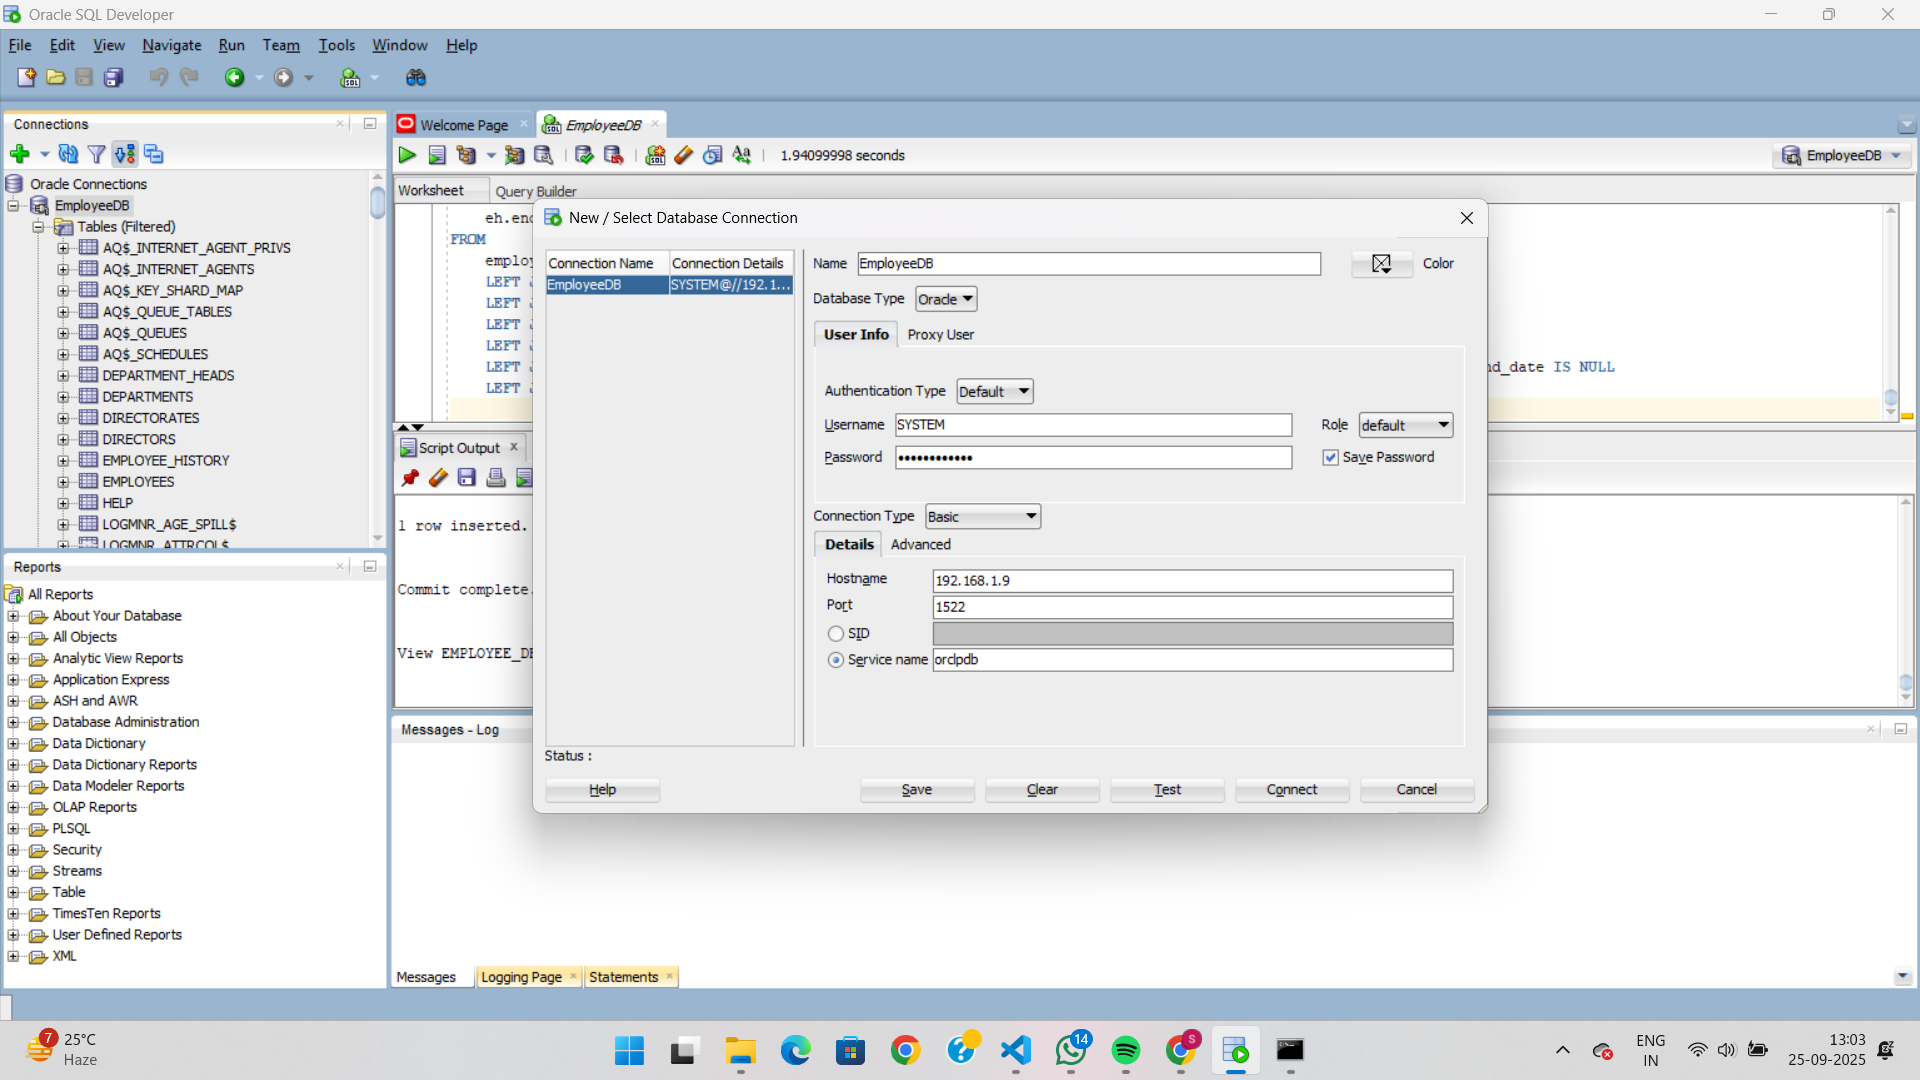 Oracle SQL Developer
File Edit View Navigate Run Team Tools Window Help
Connections
Oracle Connections
EmployeeDB
Tables (Filtered)
AQ$_INTERNET_AGENT_PRIVS
AQ$_INTERNET_AGENTS
AQ$_KEY_SHARD_MAP
AQ$_QUEUE_TABLES
AQ$_QUEUES
AQ$_SCHEDULES
DEPARTMENT_HEADS
DEPARTMENTS
DIRECTORATES
DIRECTORS
EMPLOYEE_HISTORY
EMPLOYEES
HELP
LOGMNR_AGE_SPILL$
LOGMNR_ATTRCOL$
Reports
All Reports
About Your Database
All Objects
Analytic View Reports
Application Express
ASH and AWR
Database Administration
Data Dictionary
Data Dictionary Reports
Data Modeler Reports
OLAP Reports
PLSQL
Security
Streams
Table
TimesTen Reports
User Defined Reports
XML
Welcome Page EmployeeDB
SQL 1.94099998 seconds EmployeeDB
Worksheet Query Builder
eh.enc
FROM
employ
LEFT J
LEFT J
LEFT J
LEFT J
LEFT J nd_date IS NULL
LEFT J
Script Output
1 row inserted.
Commit complete.
View EMPLOYEE_DE
Messages - Log
Messages Logging Page Statements
New / Select Database Connection
Connection Name Connection Details
EmployeeDB SYSTEM@//192.1...
Name EmployeeDB Color
Database Type Oracle
User Info Proxy User
Authentication Type Default
Username SYSTEM Role default
Password •••••••••••• Save Password
Connection Type Basic
Details Advanced
Hostname 192.168.1.9
Port 1522
SID
Service name orclpdb
Status :
Help Save Clear Test Connect Cancel
7 25°C
Haze
14
S
ENG
IN
13:03
25-09-2025